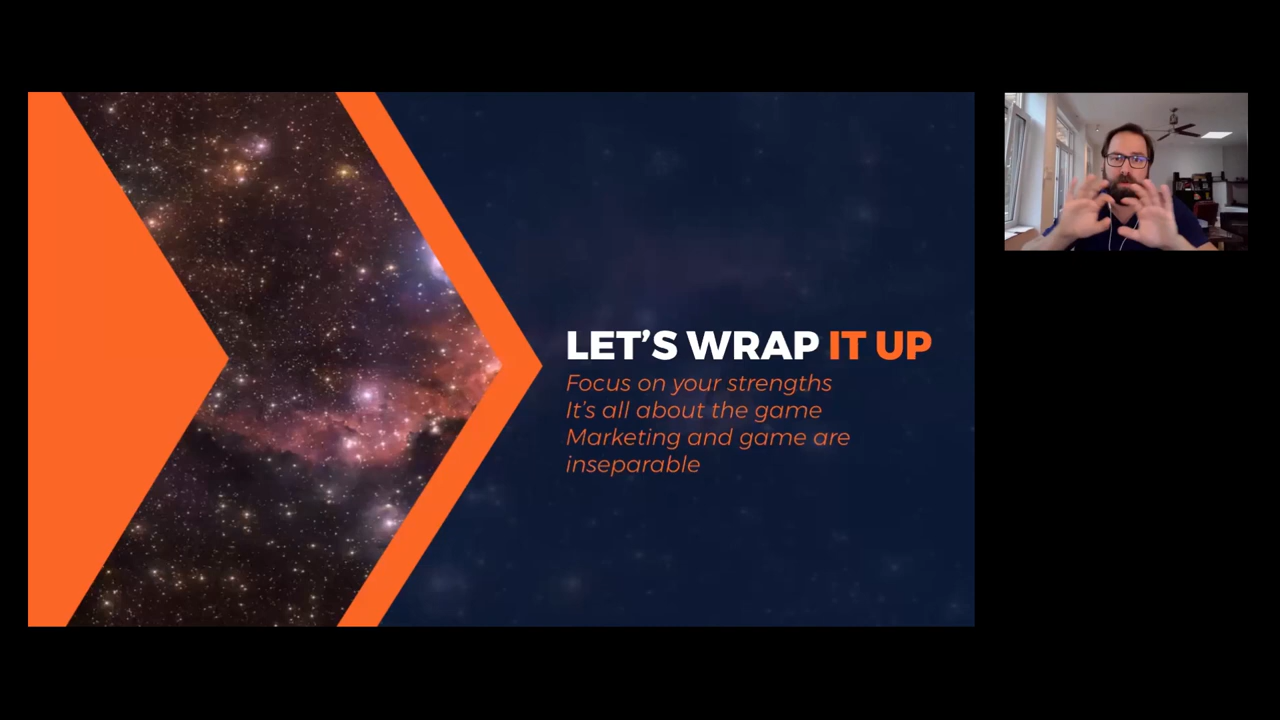 LET’S WRAP IT UP
Focus on your strengths
It’s all about the game
Marketing and game are
inseparable